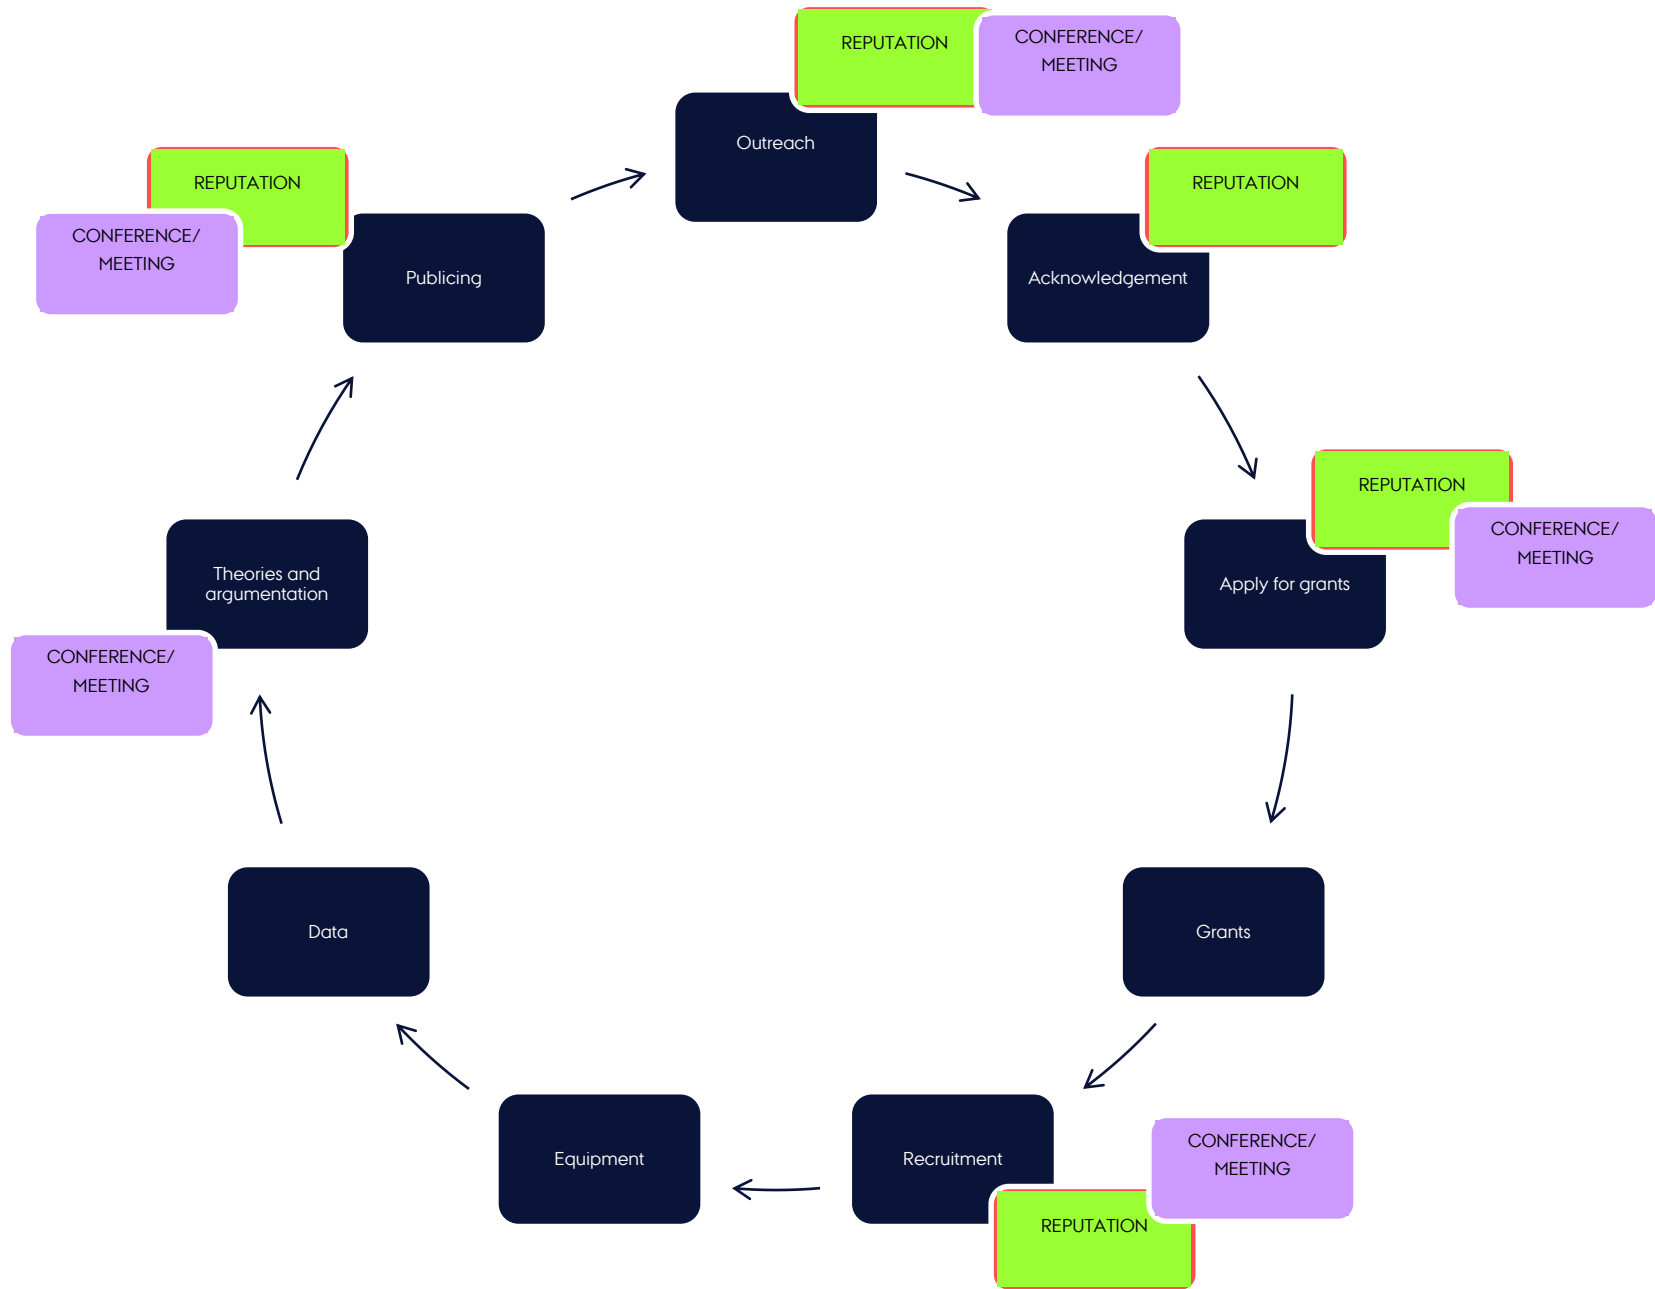 REPUTATION
CONFERENCE/
MEETING
Outreach
REPUTATION
Acknowledgement
REPUTATION
CONFERENCE/
MEETING
Apply for grants
Grants
CONFERENCE/
MEETING
Recruitment
REPUTATION
Equipment
Data
Theories and
argumentation
CONFERENCE/
MEETING
REPUTATION
CONFERENCE/
MEETING
Publicing